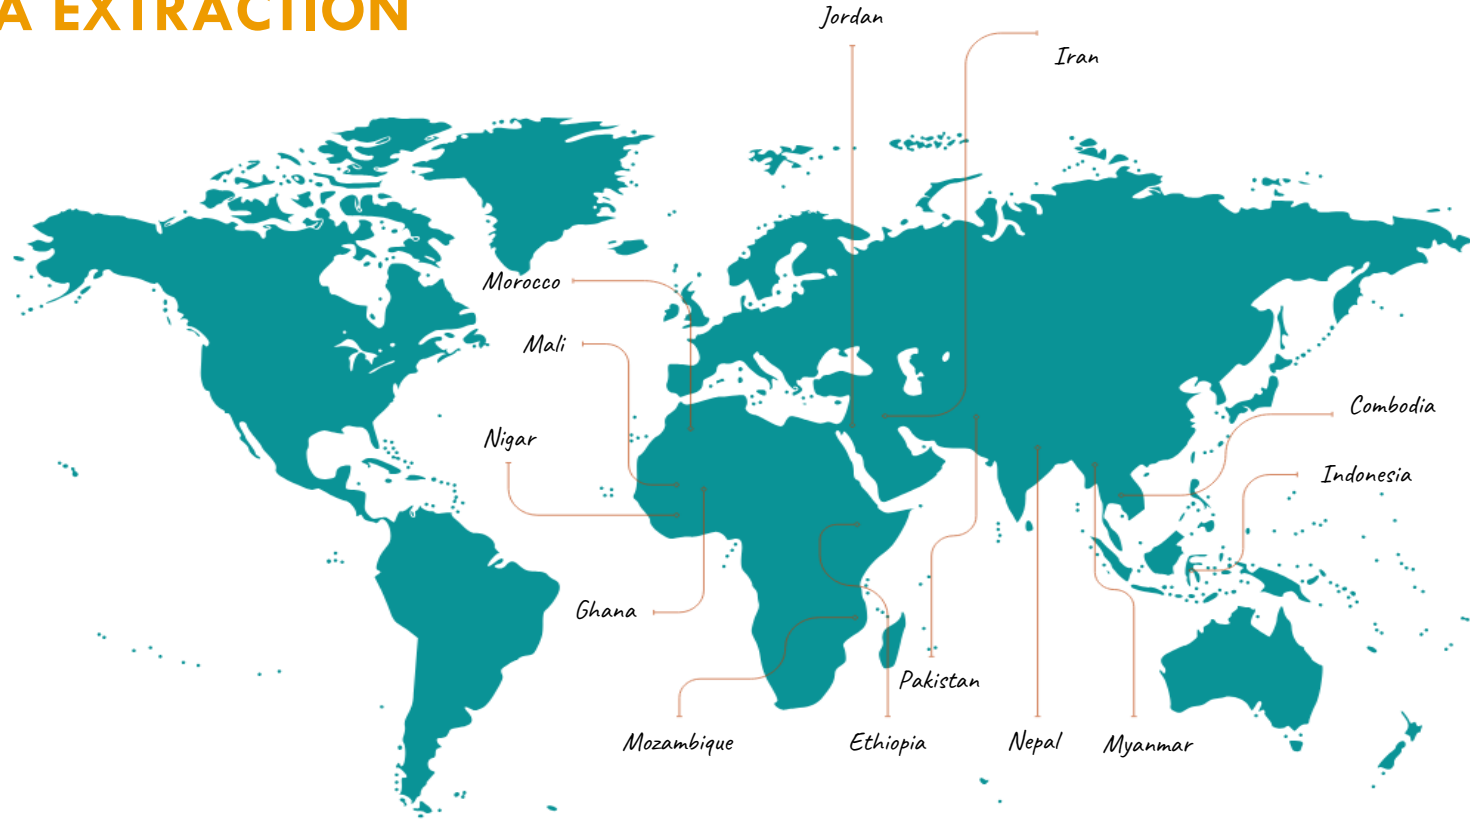 A EXTRACTION
Jordan
Iran
Morocco
Mali
Combodia
Nigar
Indonesia
Ghana
Pakistan
Mozambique
Ethiopia
Nepal
Myanmar